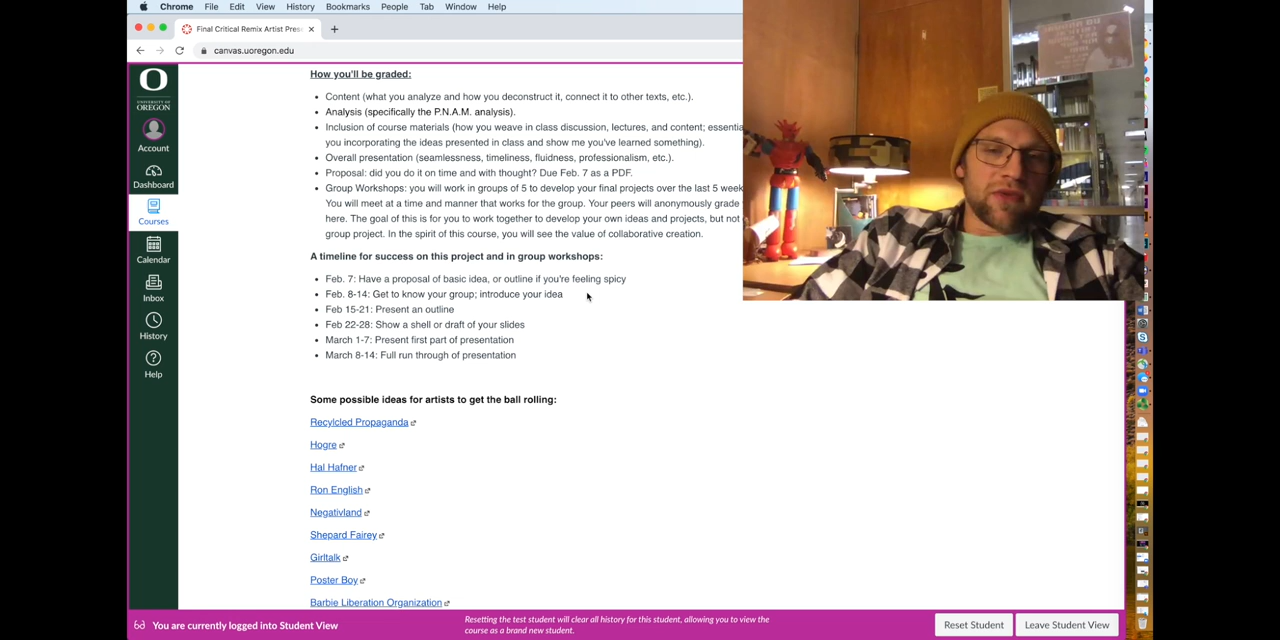 Chrome File Edit View History Bookmarks People Tab Window Help
Final Critical Remix Artist Pres
canvas.uoregon.edu
O
UNIVERSITY OF
OREGON
Account
Dashboard
Courses
Calendar
Inbox
History
Help
How you'll be graded:
• Content (what you analyze and how you deconstruct it, connect it to other texts, etc.).
• Analysis (specifically the P.N.A.M. analysis).
• Inclusion of course materials (how you weave in class discussion, lectures, and content; essentia
you incorporating the ideas presented in class and show me you've learned something).
• Overall presentation (seamlessness, timeliness, fluidness, professionalism, etc.).
• Proposal: did you do it on time and with thought? Due Feb. 7 as a PDF.
• Group Workshops: you will work in groups of 5 to develop your final projects over the last 5 week
You will meet at a time and manner that works for the group. Your peers will anonymously grade
here. The goal of this is for you to work together to develop your own ideas and projects, but not
group project. In the spirit of this course, you will see the value of collaborative creation.
A timeline for success on this project and in group workshops:
• Feb. 7: Have a proposal of basic idea, or outline if you're feeling spicy
• Feb. 8-14: Get to know your group; introduce your idea
• Feb 15-21: Present an outline
• Feb 22-28: Show a shell or draft of your slides
• March 1-7: Present first part of presentation
• March 8-14: Full run through of presentation
Some possible ideas for artists to get the ball rolling:
Recylcled Propaganda
Hogre
Hal Hafner
Ron English
Negativland
Shepard Fairey
Girltalk
Poster Boy
Barbie Liberation Organization
You are currently logged into Student View
Resetting the test student will clear all history for this student, allowing you to view the
course as a brand new student.
Reset Student
Leave Student View